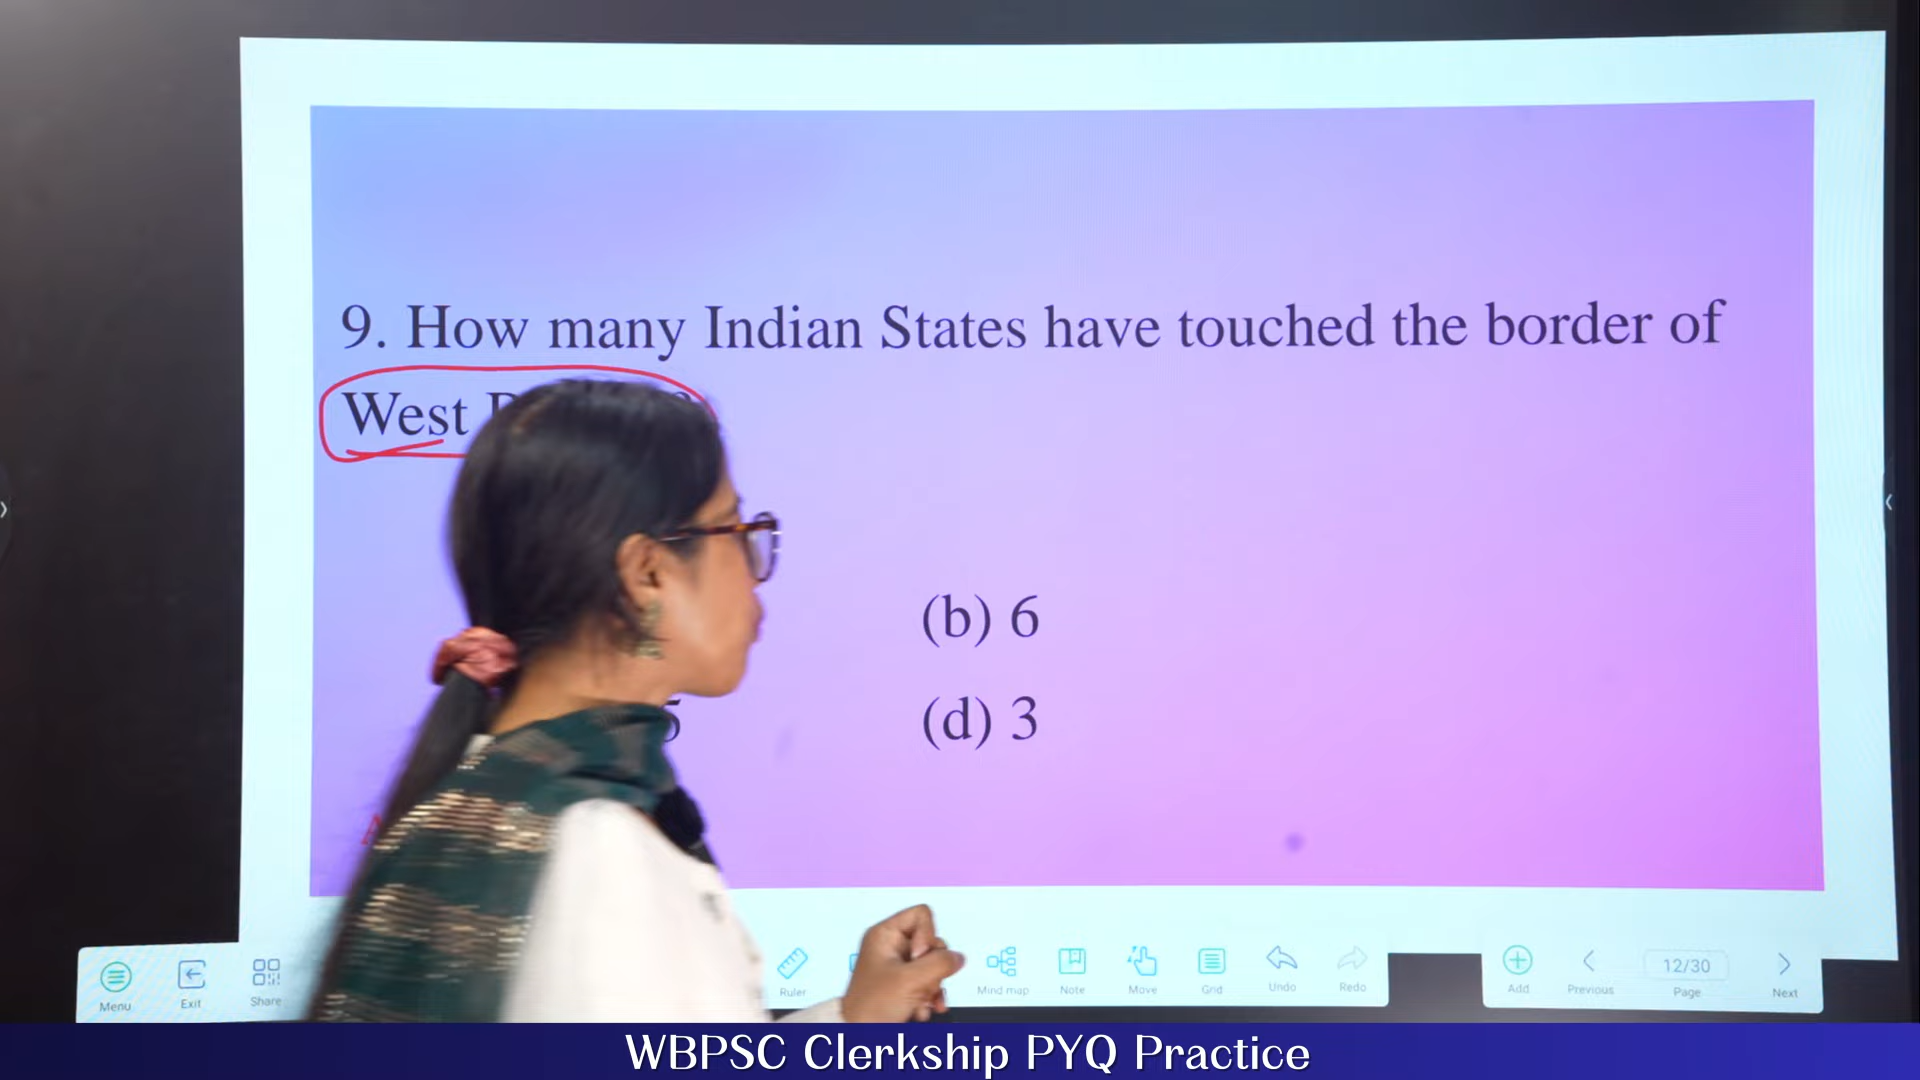 9. How many Indian States have touched the border of
West
(b) 6
5
(d) 3
Menu
Exit
Share
Ruler
Mind map
Note
Move
Grid
Undo
Redo
Add
Previous
12/30
Page
Next
WBPSC Clerkship PYQ Practice